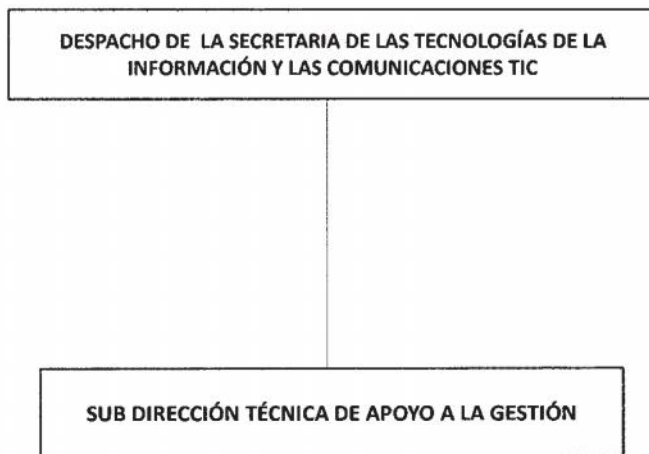 DESPACHO DE LA SECRETARIA DE LAS TECNOLOGÍAS DE LA
INFORMACIÓN Y LAS COMUNICACIONES TIC
SUB DIRECCIÓN TÉCNICA DE APOYO A LA GESTIÓN